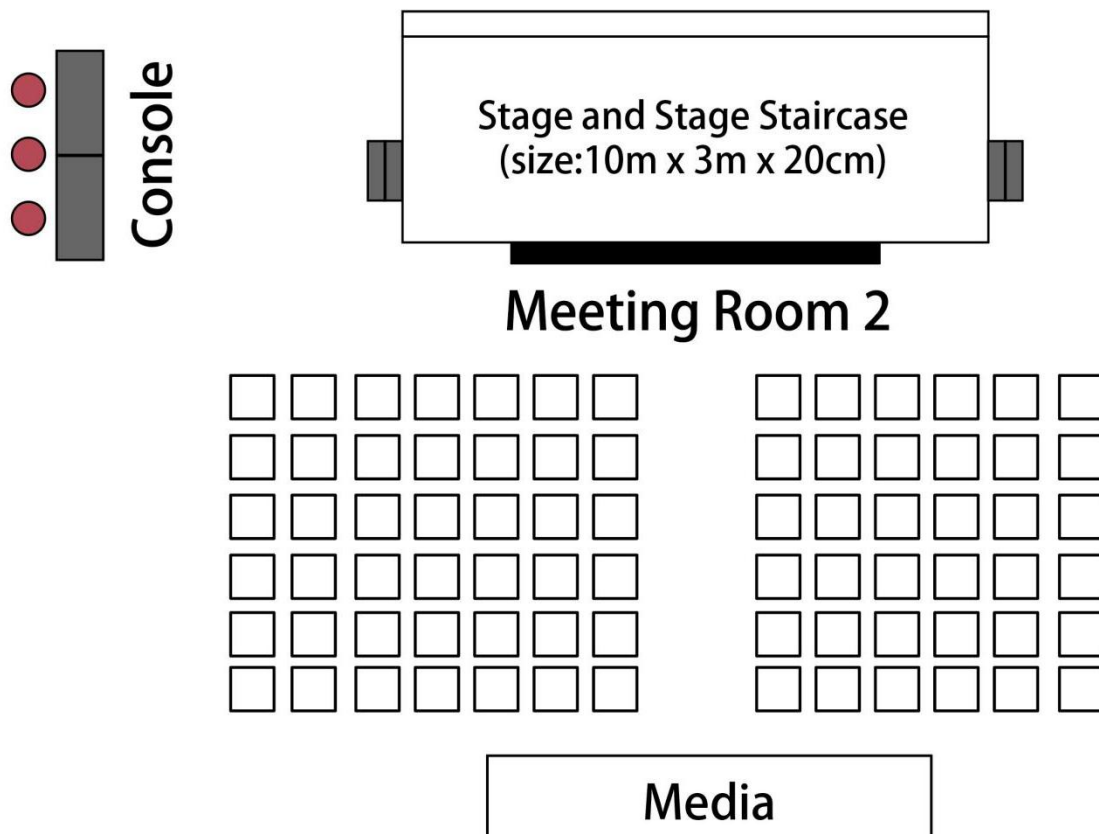 Console
Stage and Stage Staircase
(size:10m x 3m x 20cm)
Meeting Room 2
Media